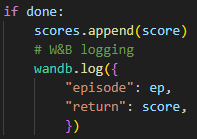 if done:
    scores.append(score)
    # W&B logging
    wandb.log({
        "episode": ep,
        "return": score,
        })